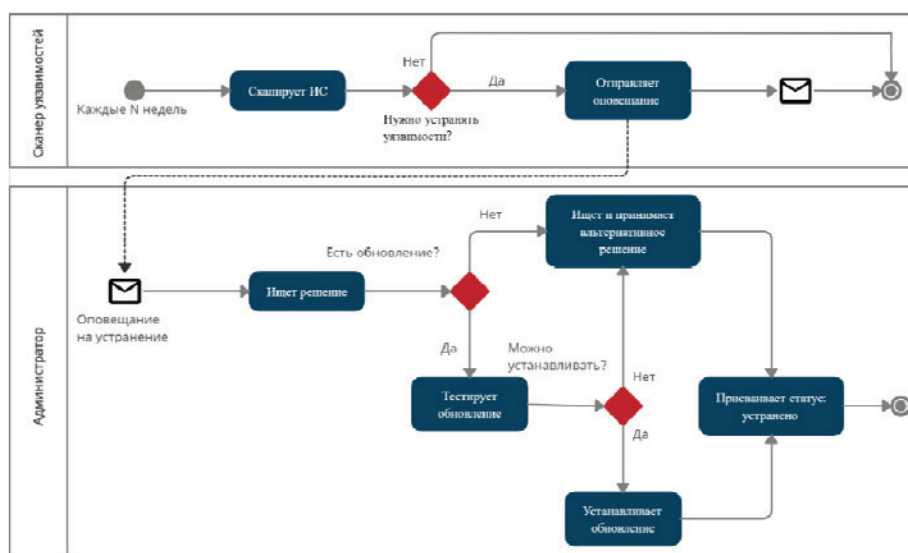 Сканер уязвимостей
Каждые N недель
Сканирует ИС
Нет
Нужно устранять
уязвимости?
Да
Отправляет
оповещание
Администратор
Оповещание
на устранение
Ищет решение
Есть обновление?
Нет
Ищет и принимает
альтернативное
решение
Да
Тестирует
обновление
Можно
устанавливать?
Нет
Да
Устанавливает
обновление
Присваивает статус:
устранено